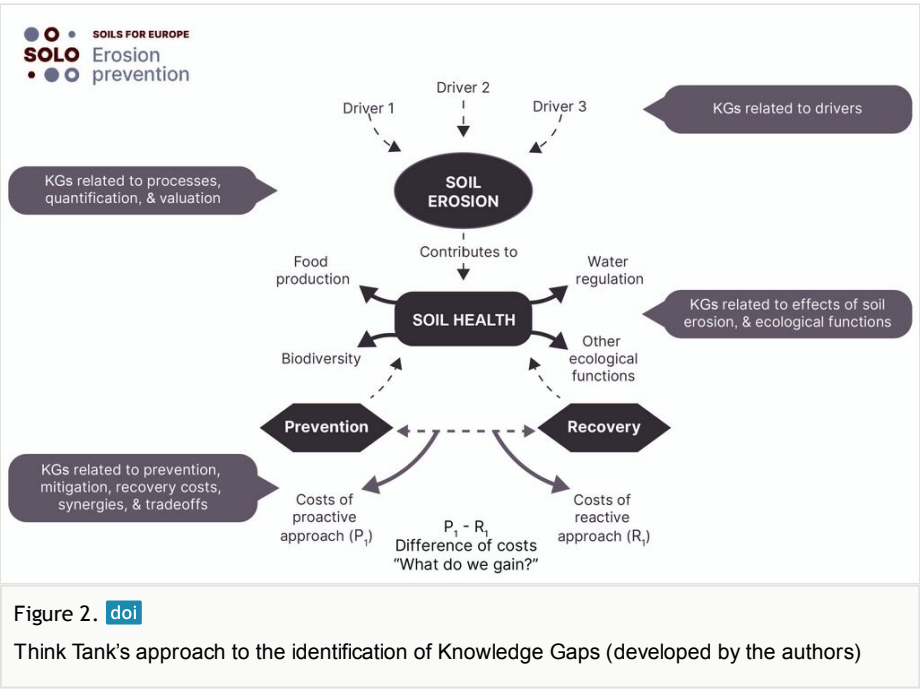 SOILS FOR EUROPE
SOLO
Erosion
prevention
Driver 1
Driver 2
Driver 3
KGs related to drivers
KGs related to processes,
quantification, & valuation
SOIL
EROSION
Contributes to
Food
production
Water
regulation
SOIL HEALTH
KGs related to effects of soil
erosion, & ecological functions
Biodiversity
Other
ecological
functions
Prevention
Recovery
KGs related to prevention,
mitigation, recovery costs,
synergies, & tradeoffs
Costs of
proactive
approach (P1)
P1 - R1
Difference of costs
"What do we gain?"
Costs of
reactive
approach (R1)
Figure 2. doi
Think Tank's approach to the identification of Knowledge Gaps (developed by the authors)